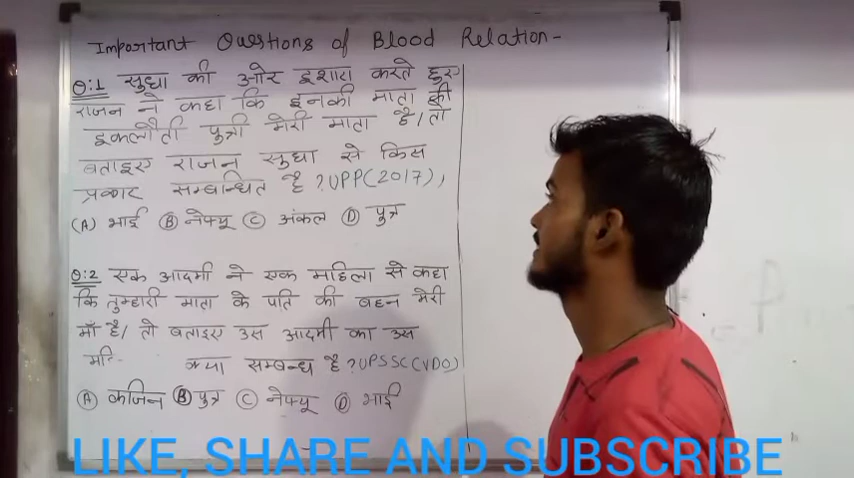 Important Questions of Blood Relation-
Q:1 सुधा की ओर इशारा करते हुए
राजन ने कहा कि इनकी माता की
इकलौती पुत्री मेरी माता है। तो
बताइए राजन सुधा से किस
प्रकार सम्बन्धित है? UPP(2017),
(A) भाई (B) नेफ्यू (C) अंकल (D) पुत्र
Q:2 एक आदमी ने एक महिला से कहा
कि तुम्हारी माता के पति की बहन मेरी
माँ है। तो बताइए उस आदमी का उस
क्या सम्बन्ध है? UPSSC(VDO)
(A) कजिन (B) पुत्र (C) नेफ्यू (D) भाई
LIKE, SHARE AND SUBSCRIBE